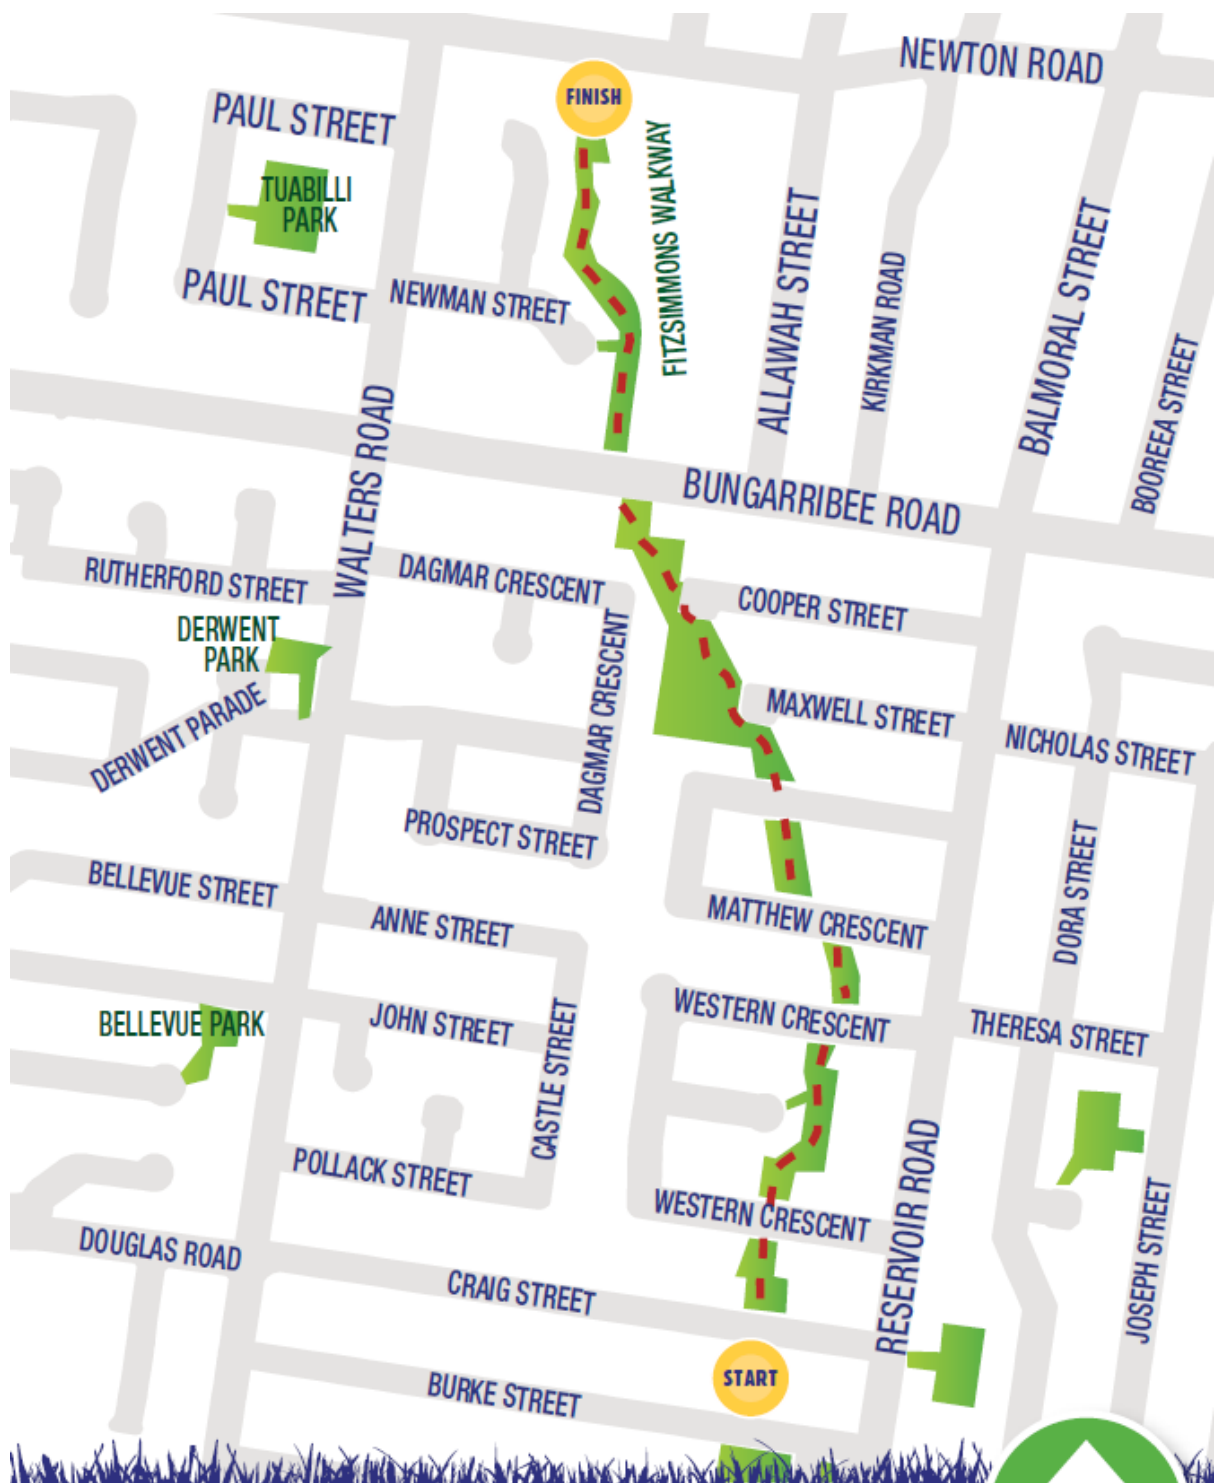 NEWTON ROAD
FINISH
PAUL STREET
FITZSIMMONS WALKWAY
TUABILLI
PARK
ALLAWAH STREET
BALMORAL STREET
KIRKMAN ROAD
PAUL STREET
NEWMAN STREET
BOOREEA STREET
WALTERS ROAD
BUNGARRIBEE ROAD
RUTHERFORD STREET
DAGMAR CRESCENT
COOPER STREET
DERWENT
PARK
DAGMAR CRESCENT
DERWENT PARADE
MAXWELL STREET
NICHOLAS STREET
PROSPECT STREET
DORA STREET
BELLEVUE STREET
ANNE STREET
MATTHEW CRESCENT
BELLEVUE PARK
JOHN STREET
WESTERN CRESCENT
THERESA STREET
CASTLE STREET
RESERVOIR ROAD
POLLACK STREET
WESTERN CRESCENT
JOSEPH STREET
DOUGLAS ROAD
CRAIG STREET
START
BURKE STREET